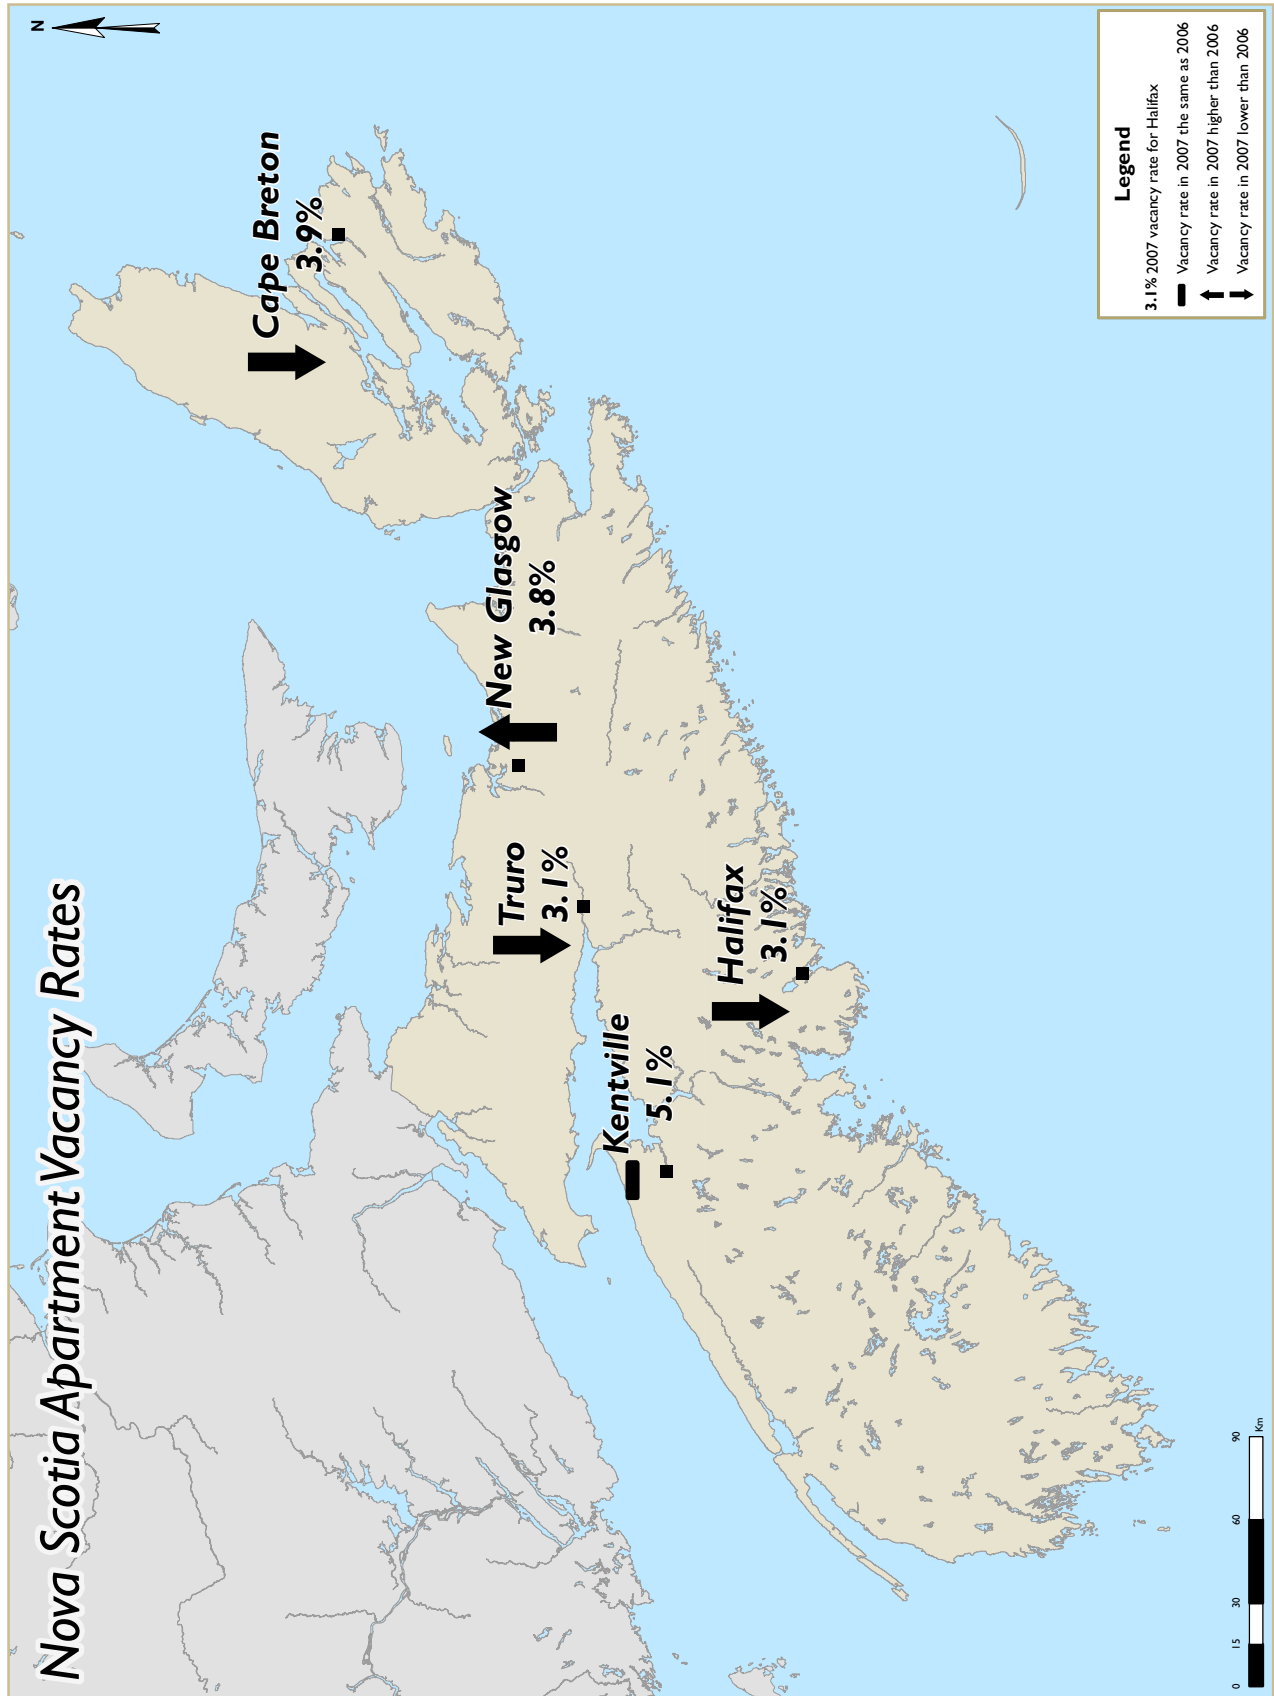 Nova Scotia Apartment Vacancy Rates
N
Cape Breton
3.9%
New Glasgow
3.8%
Truro
3.1%
Halifax
3.1%
Kentville
5.1%
Legend
3.1% 2007 vacancy rate for Halifax
Vacancy rate in 2007 the same as 2006
Vacancy rate in 2007 higher than 2006
Vacancy rate in 2007 lower than 2006
0 15 30 60 90
Km